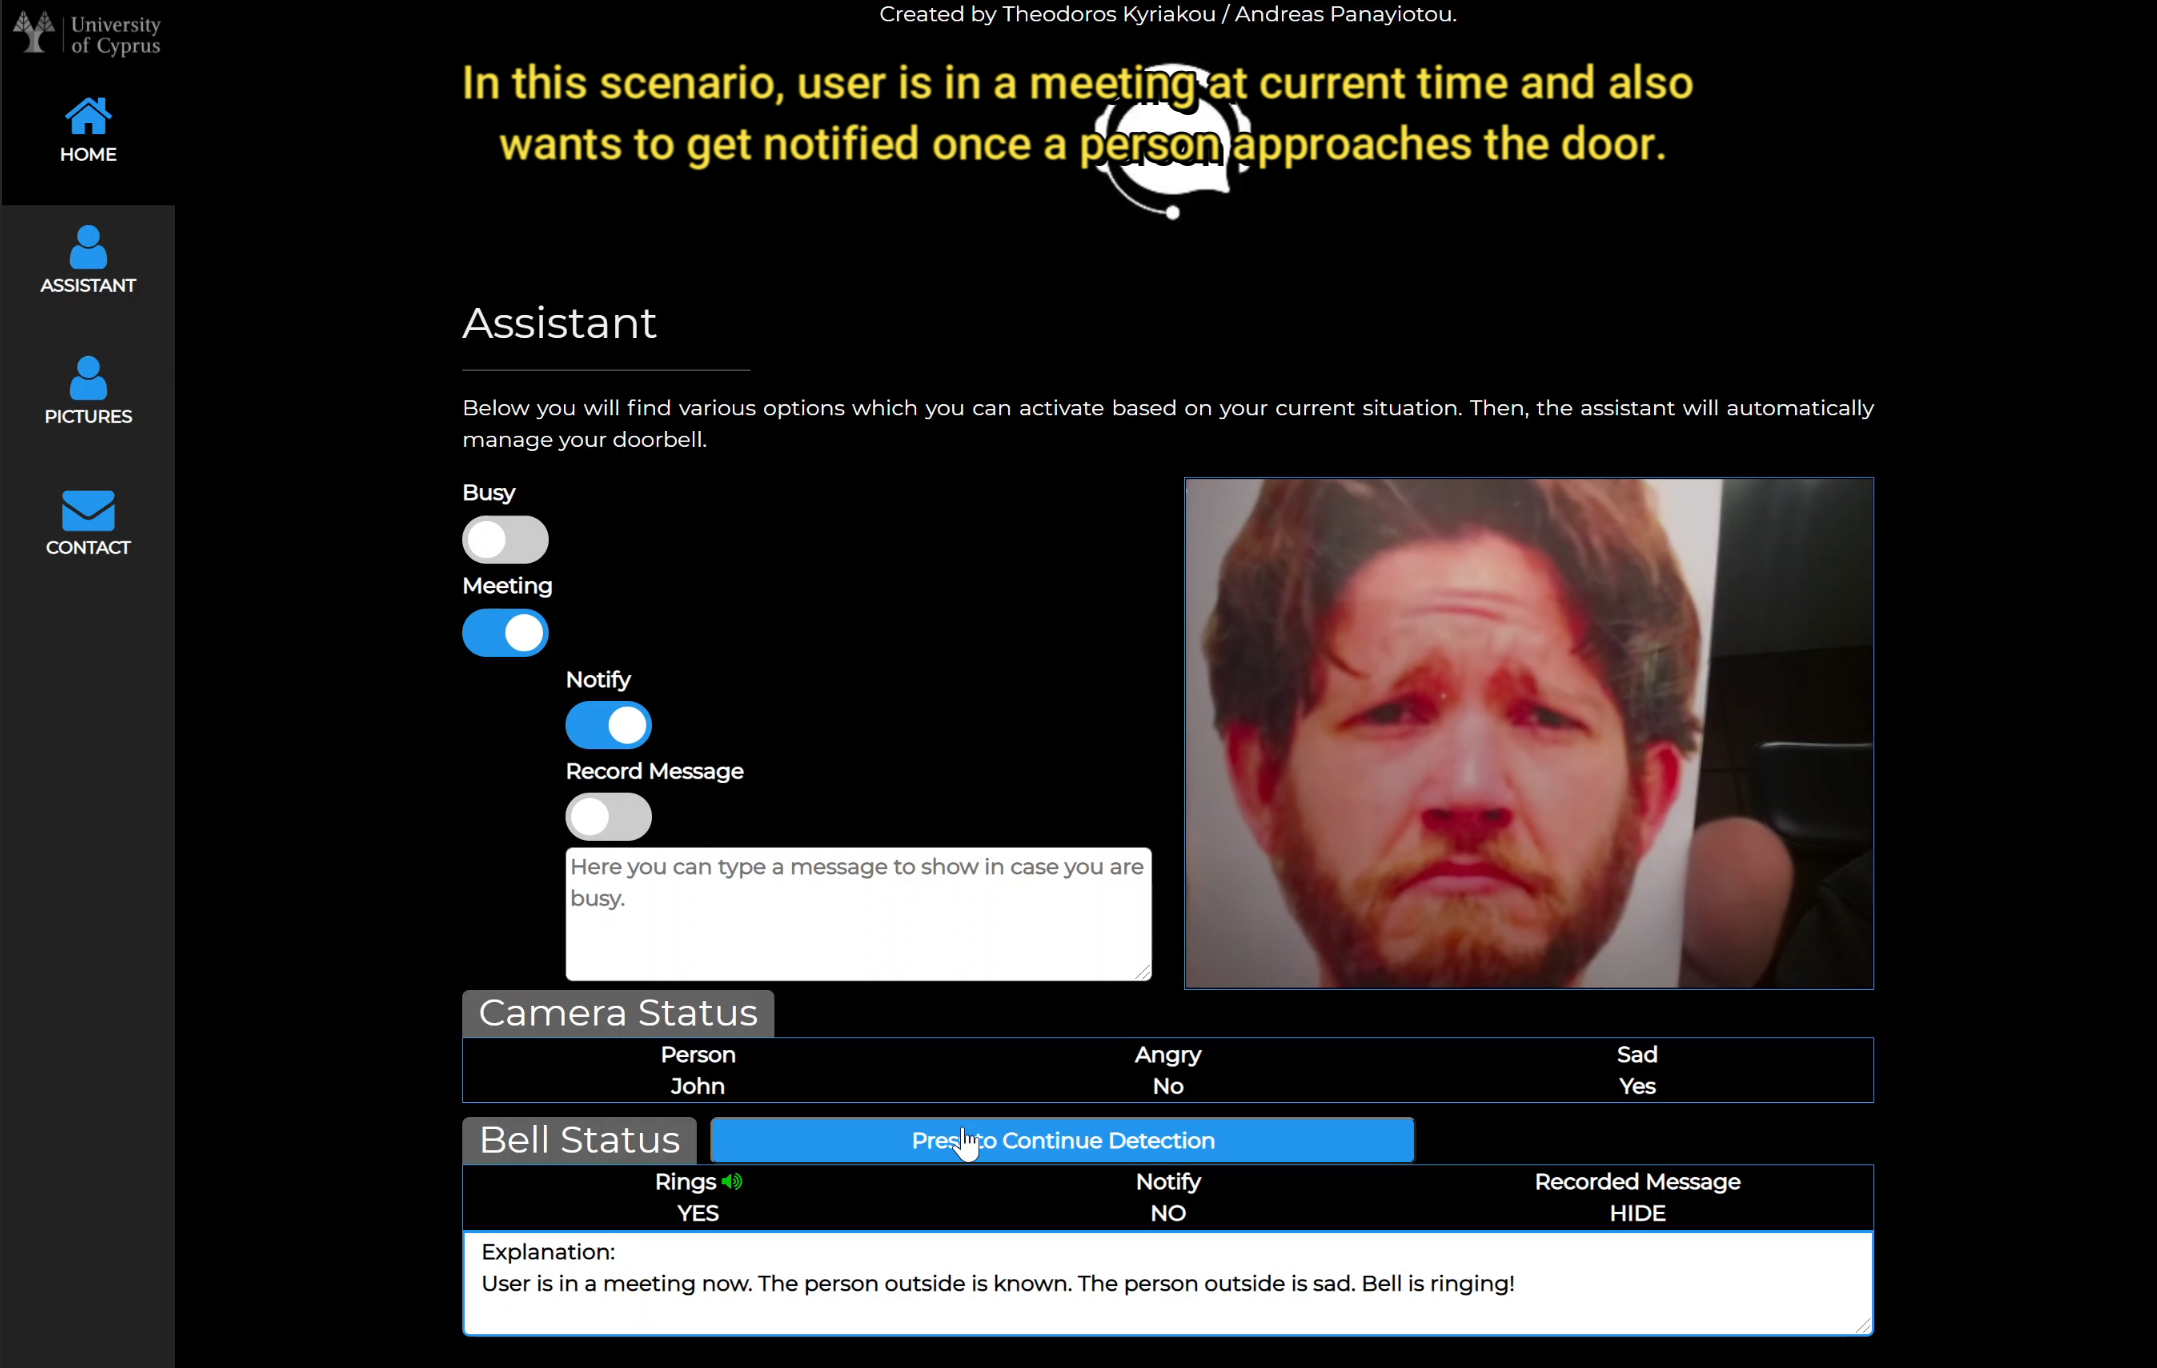 University
of Cyprus
Created by Theodoros Kyriakou / Andreas Panayiotou.
In this scenario, user is in a meeting at current time and also
wants to get notified once a person approaches the door.
HOME
ASSISTANT
PICTURES
CONTACT
Assistant
Below you will find various options which you can activate based on your current situation. Then, the assistant will automatically
manage your doorbell.
Busy
Meeting
Notify
Record Message
Here you can type a message to show in case you are
busy.
Camera Status
Person Angry Sad
John No Yes
Bell Status
Press to Continue Detection
Rings Notify Recorded Message
YES NO HIDE
Explanation:
User is in a meeting now. The person outside is known. The person outside is sad. Bell is ringing!